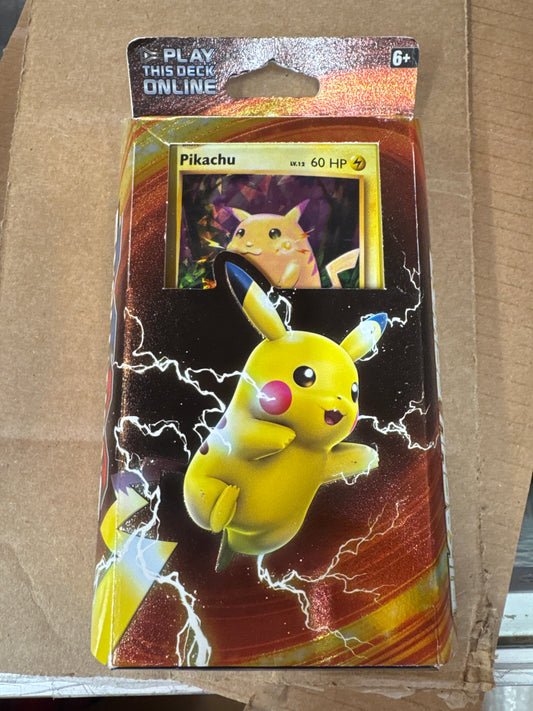 PLAY
THIS DECK
ONLINE
6+
Pikachu LV.12 60 HP